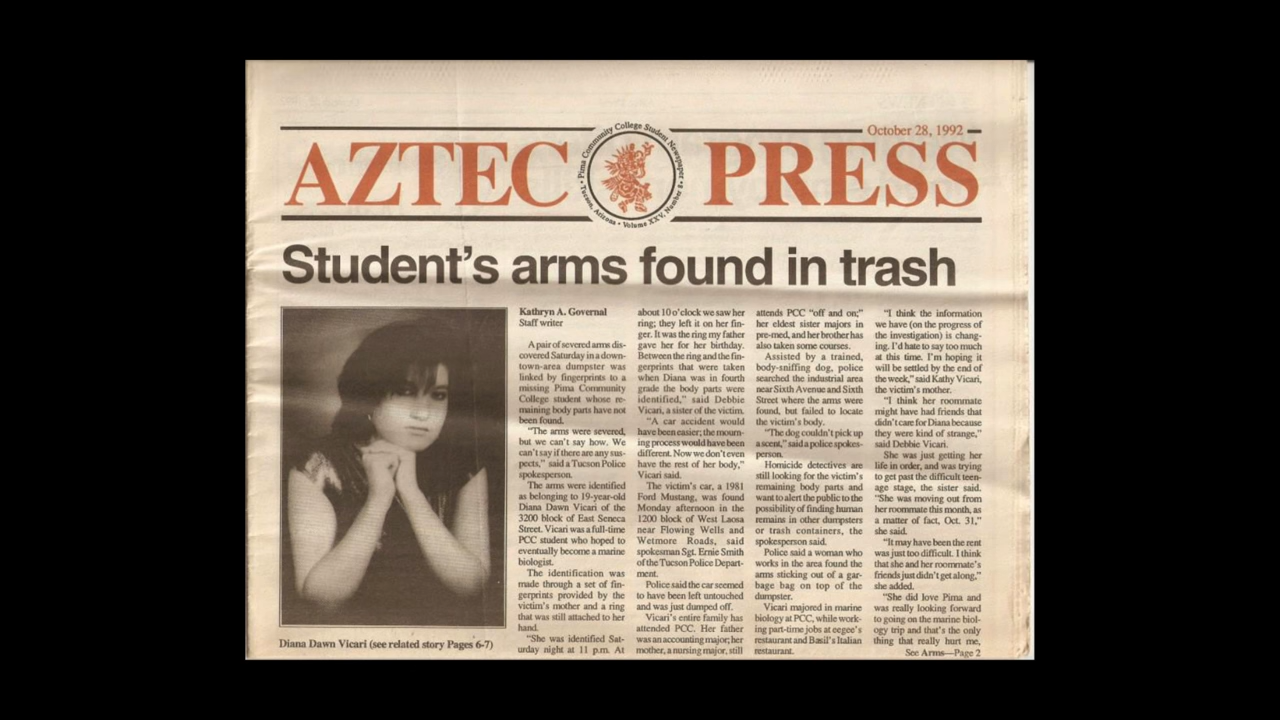 October 28, 1992
AZTEC PRESS
Pima Community College Student Newspaper
• Tucson, Arizona • Volume XXV, Number 8 •
Student's arms found in trash
Diana Dawn Vicari (see related story Pages 6-7)
Kathryn A. Governal
Staff writer
A pair of severed arms dis-
covered Saturday in a down-
town-area dumpster was
linked by fingerprints to a
missing Pima Community
College student whose re-
maining body parts have not
been found.
"The arms were severed,
but we can't say how. We
can't say if there are any sus-
pects," said a Tucson Police
spokesperson.
The arms were identified
as belonging to 19-year-old
Diana Dawn Vicari of the
3200 block of East Seneca
Street. Vicari was a full-time
PCC student who hoped to
eventually become a marine
biologist.
The identification was
made through a set of fin-
gerprints provided by the
victim's mother and a ring
that was still attached to her
hand.
"She was identified Sat-
urday night at 11 p.m. At
about 10 o'clock we saw her
ring; they left it on her fin-
ger. It was the ring my father
gave her for her birthday.
Between the ring and the fin-
gerprints that were taken
when Diana was in fourth
grade the body parts were
identified," said Debbie
Vicari, a sister of the victim.
"A car accident would
have been easier; the mourn-
ing process would have been
different. Now we don't even
have the rest of her body,"
Vicari said.
The victim's car, a 1981
Ford Mustang, was found
Monday afternoon in the
1200 block of West Laosa
near Flowing Wells and
Wetmore Roads, said
spokesman Sgt. Ernie Smith
of the Tucson Police Depart-
ment.
Police said the car seemed
to have been left untouched
and was just dumped off.
Vicari's entire family has
attended PCC. Her father
was an accounting major; her
mother, a nursing major, still
attends PCC "off and on;"
her eldest sister majors in
pre-med, and her brother has
also taken some courses.
Assisted by a trained,
body-sniffing dog, police
searched the industrial area
near Sixth Avenue and Sixth
Street where the arms were
found, but failed to locate
the victim's body.
"The dog couldn't pick up
a scent," said a police spokes-
person.
Homicide detectives are
still looking for the victim's
remaining body parts and
want to alert the public to the
possibility of finding human
remains in other dumpsters
or trash containers, the
spokesperson said.
Police said a woman who
works in the area found the
arms sticking out of a gar-
bage bag on top of the
dumpster.
Vicari majored in marine
biology at PCC, while work-
ing part-time jobs at eegee's
restaurant and Basil's Italian
restaurant.
"I think the information
we have (on the progress of
the investigation) is chang-
ing. I'd hate to say too much
at this time. I'm hoping it
will be settled by the end of
the week," said Kathy Vicari,
the victim's mother.
"I think her roommate
might have had friends that
didn't care for Diana because
they were kind of strange,"
said Debbie Vicari.
She was just getting her
life in order, and was trying
to get past the difficult teen-
age stage, the sister said.
"She was moving out from
her roommate this month, as
a matter of fact, Oct. 31,"
she said.
"It may have been the rent
was just too difficult. I think
that she and her roommate's
friends just didn't get along,"
she added.
"She did love Pima and
was really looking forward
to going on the marine biol-
ogy trip and that's the only
thing that really hurt me,
See Arms—Page 2